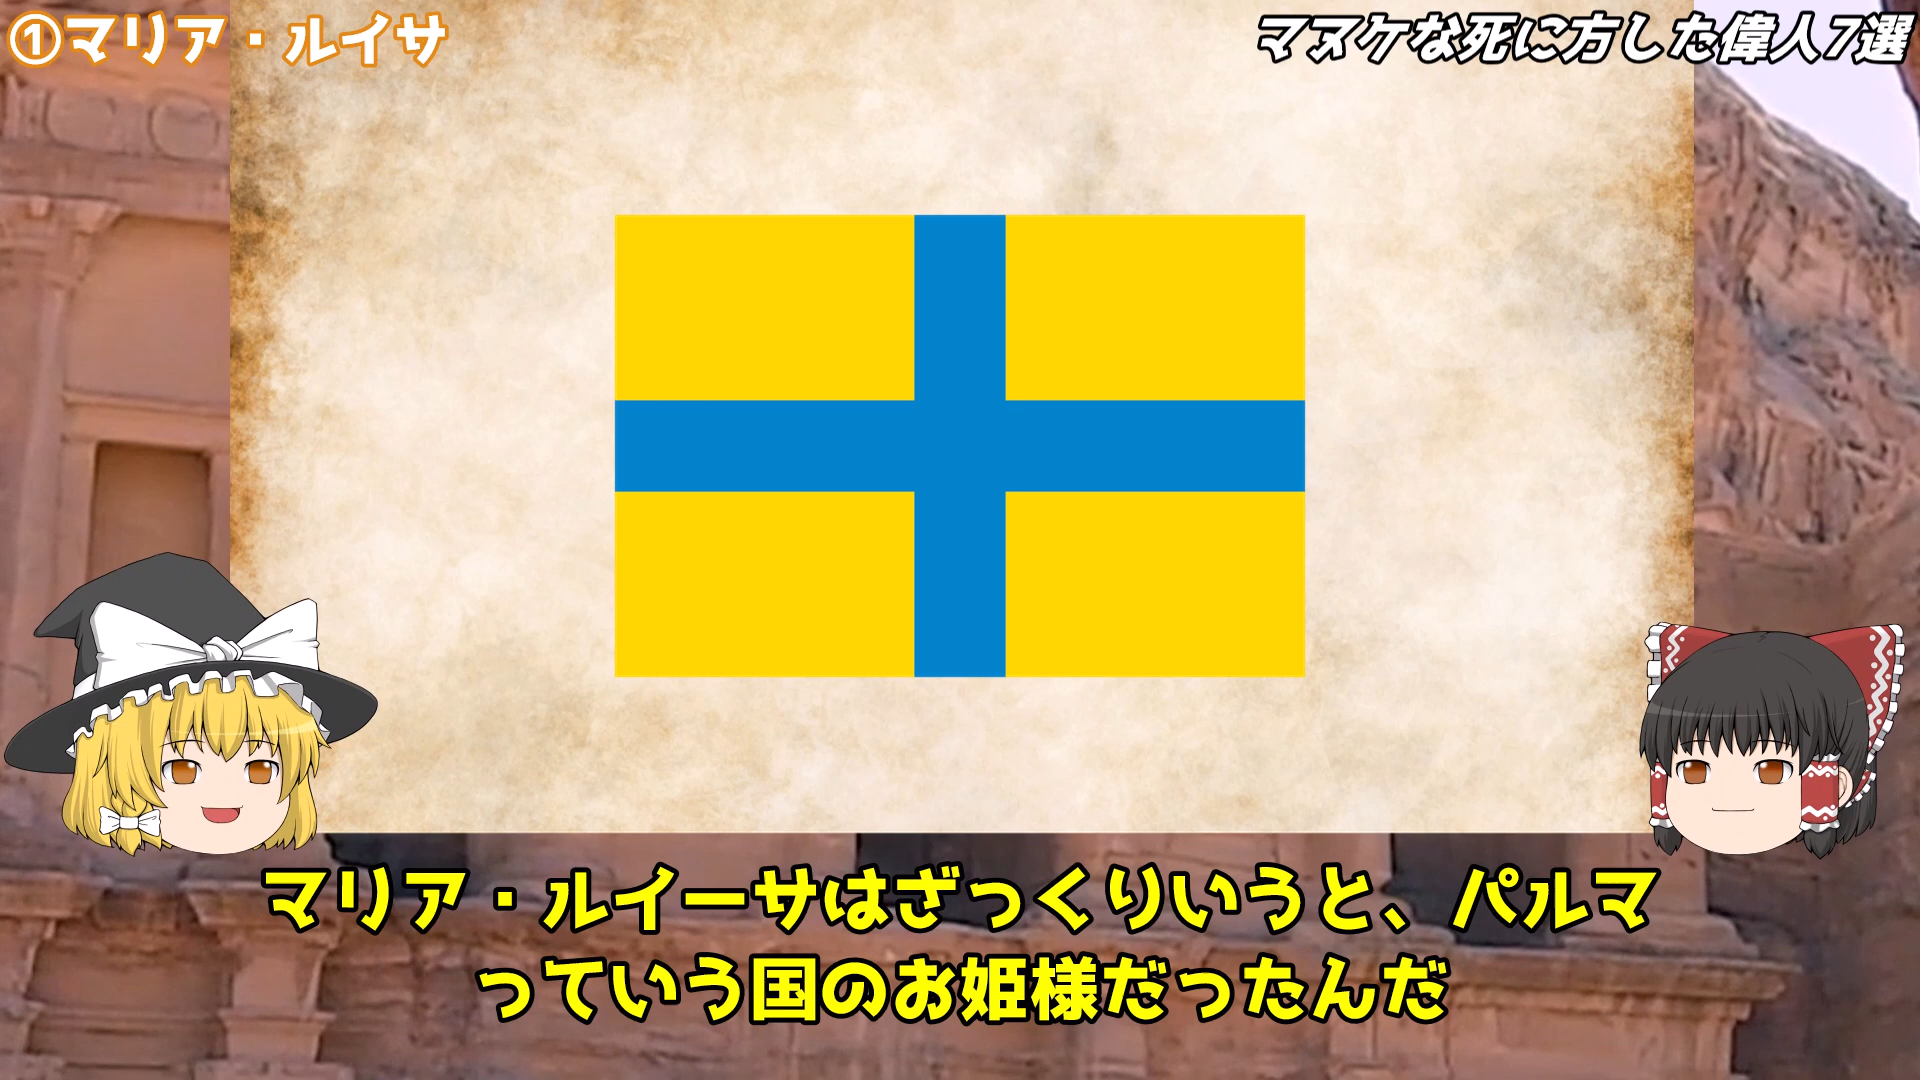 ①マリア・ルイサ
マヌケな死に方した偉人7選
マリア・ルイーサはざっくりいうと、パルマ
っていう国のお姫様だったんだ